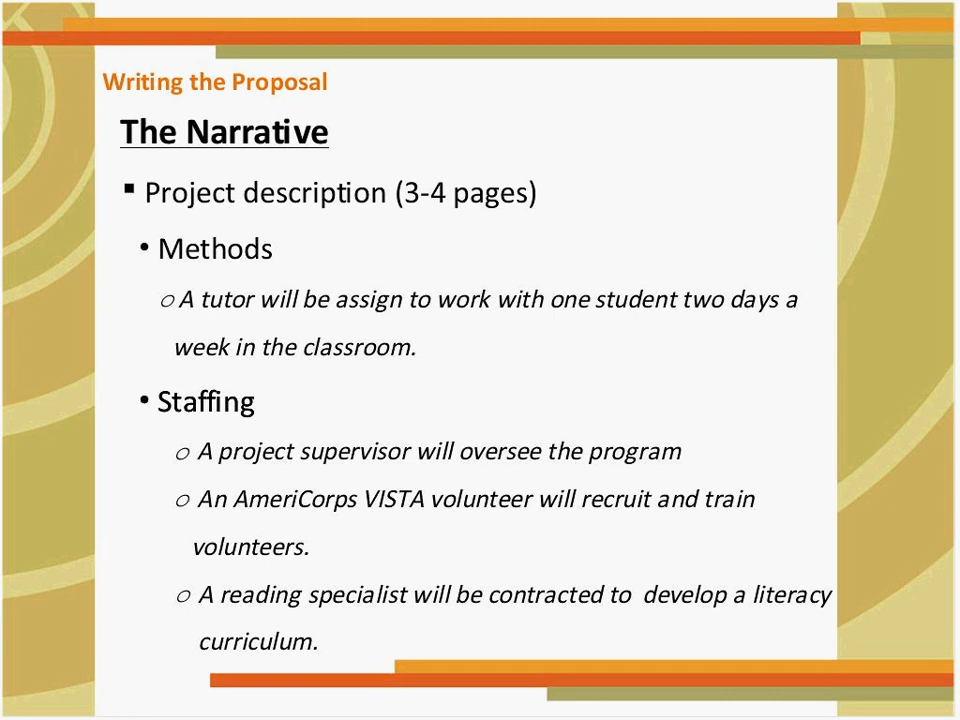 Writing the Proposal
The Narrative
▪ Project description (3-4 pages)
• Methods
○ A tutor will be assign to work with one student two days a
week in the classroom.
• Staffing
○ A project supervisor will oversee the program
○ An AmeriCorps VISTA volunteer will recruit and train
volunteers.
○ A reading specialist will be contracted to develop a literacy
curriculum.